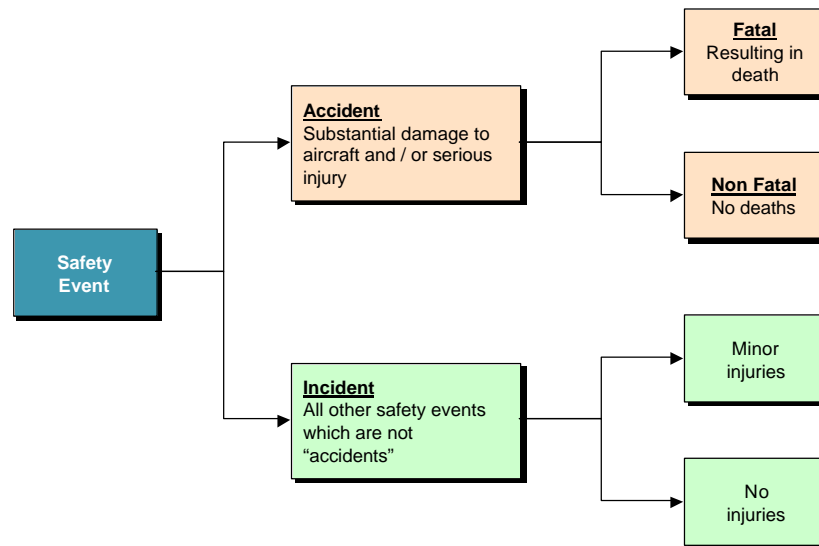 Safety
Event
Accident
Substantial damage to
aircraft and / or serious
injury
Fatal
Resulting in
death
Non Fatal
No deaths
Incident
All other safety events
which are not
“accidents”
Minor
injuries
No
injuries